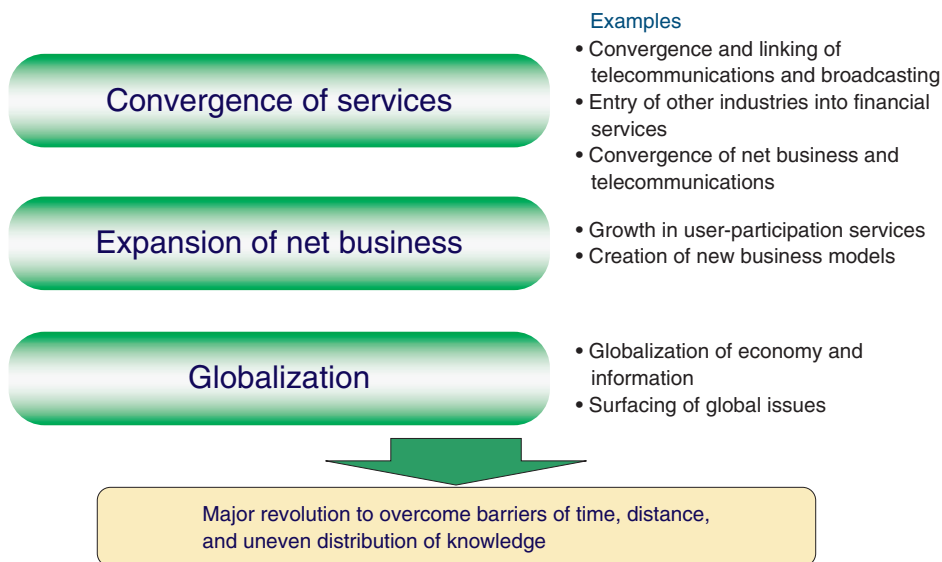 Examples
Convergence of services
• Convergence and linking of
telecommunications and broadcasting
• Entry of other industries into financial
services
• Convergence of net business and
telecommunications
Expansion of net business
• Growth in user-participation services
• Creation of new business models
Globalization
• Globalization of economy and
information
• Surfacing of global issues
Major revolution to overcome barriers of time, distance,
and uneven distribution of knowledge